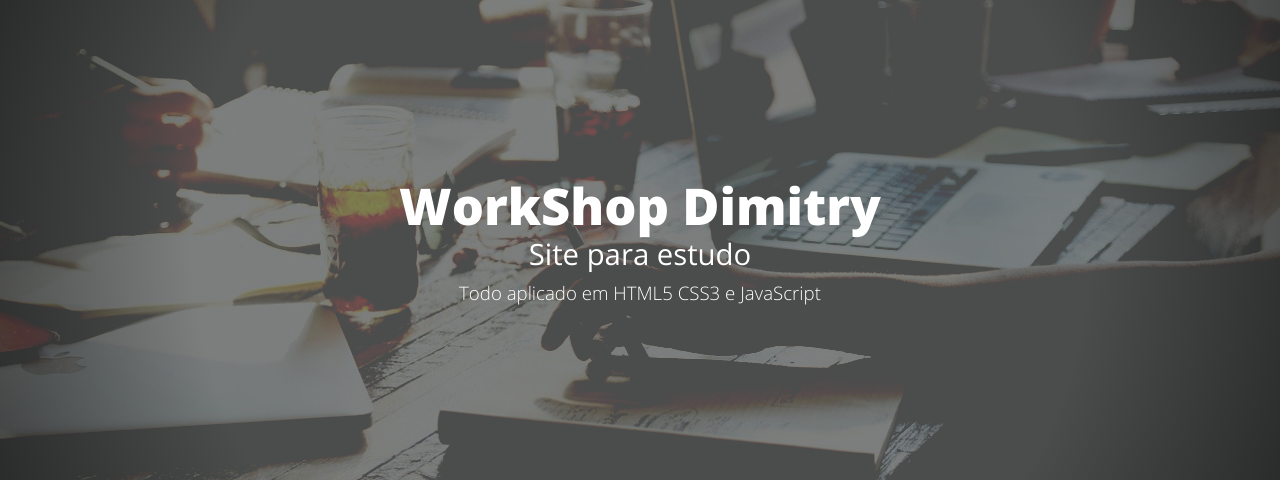 WorkShop Dimitry
Site para estudo
Todo aplicado em HTML5 CSS3 e JavaScript